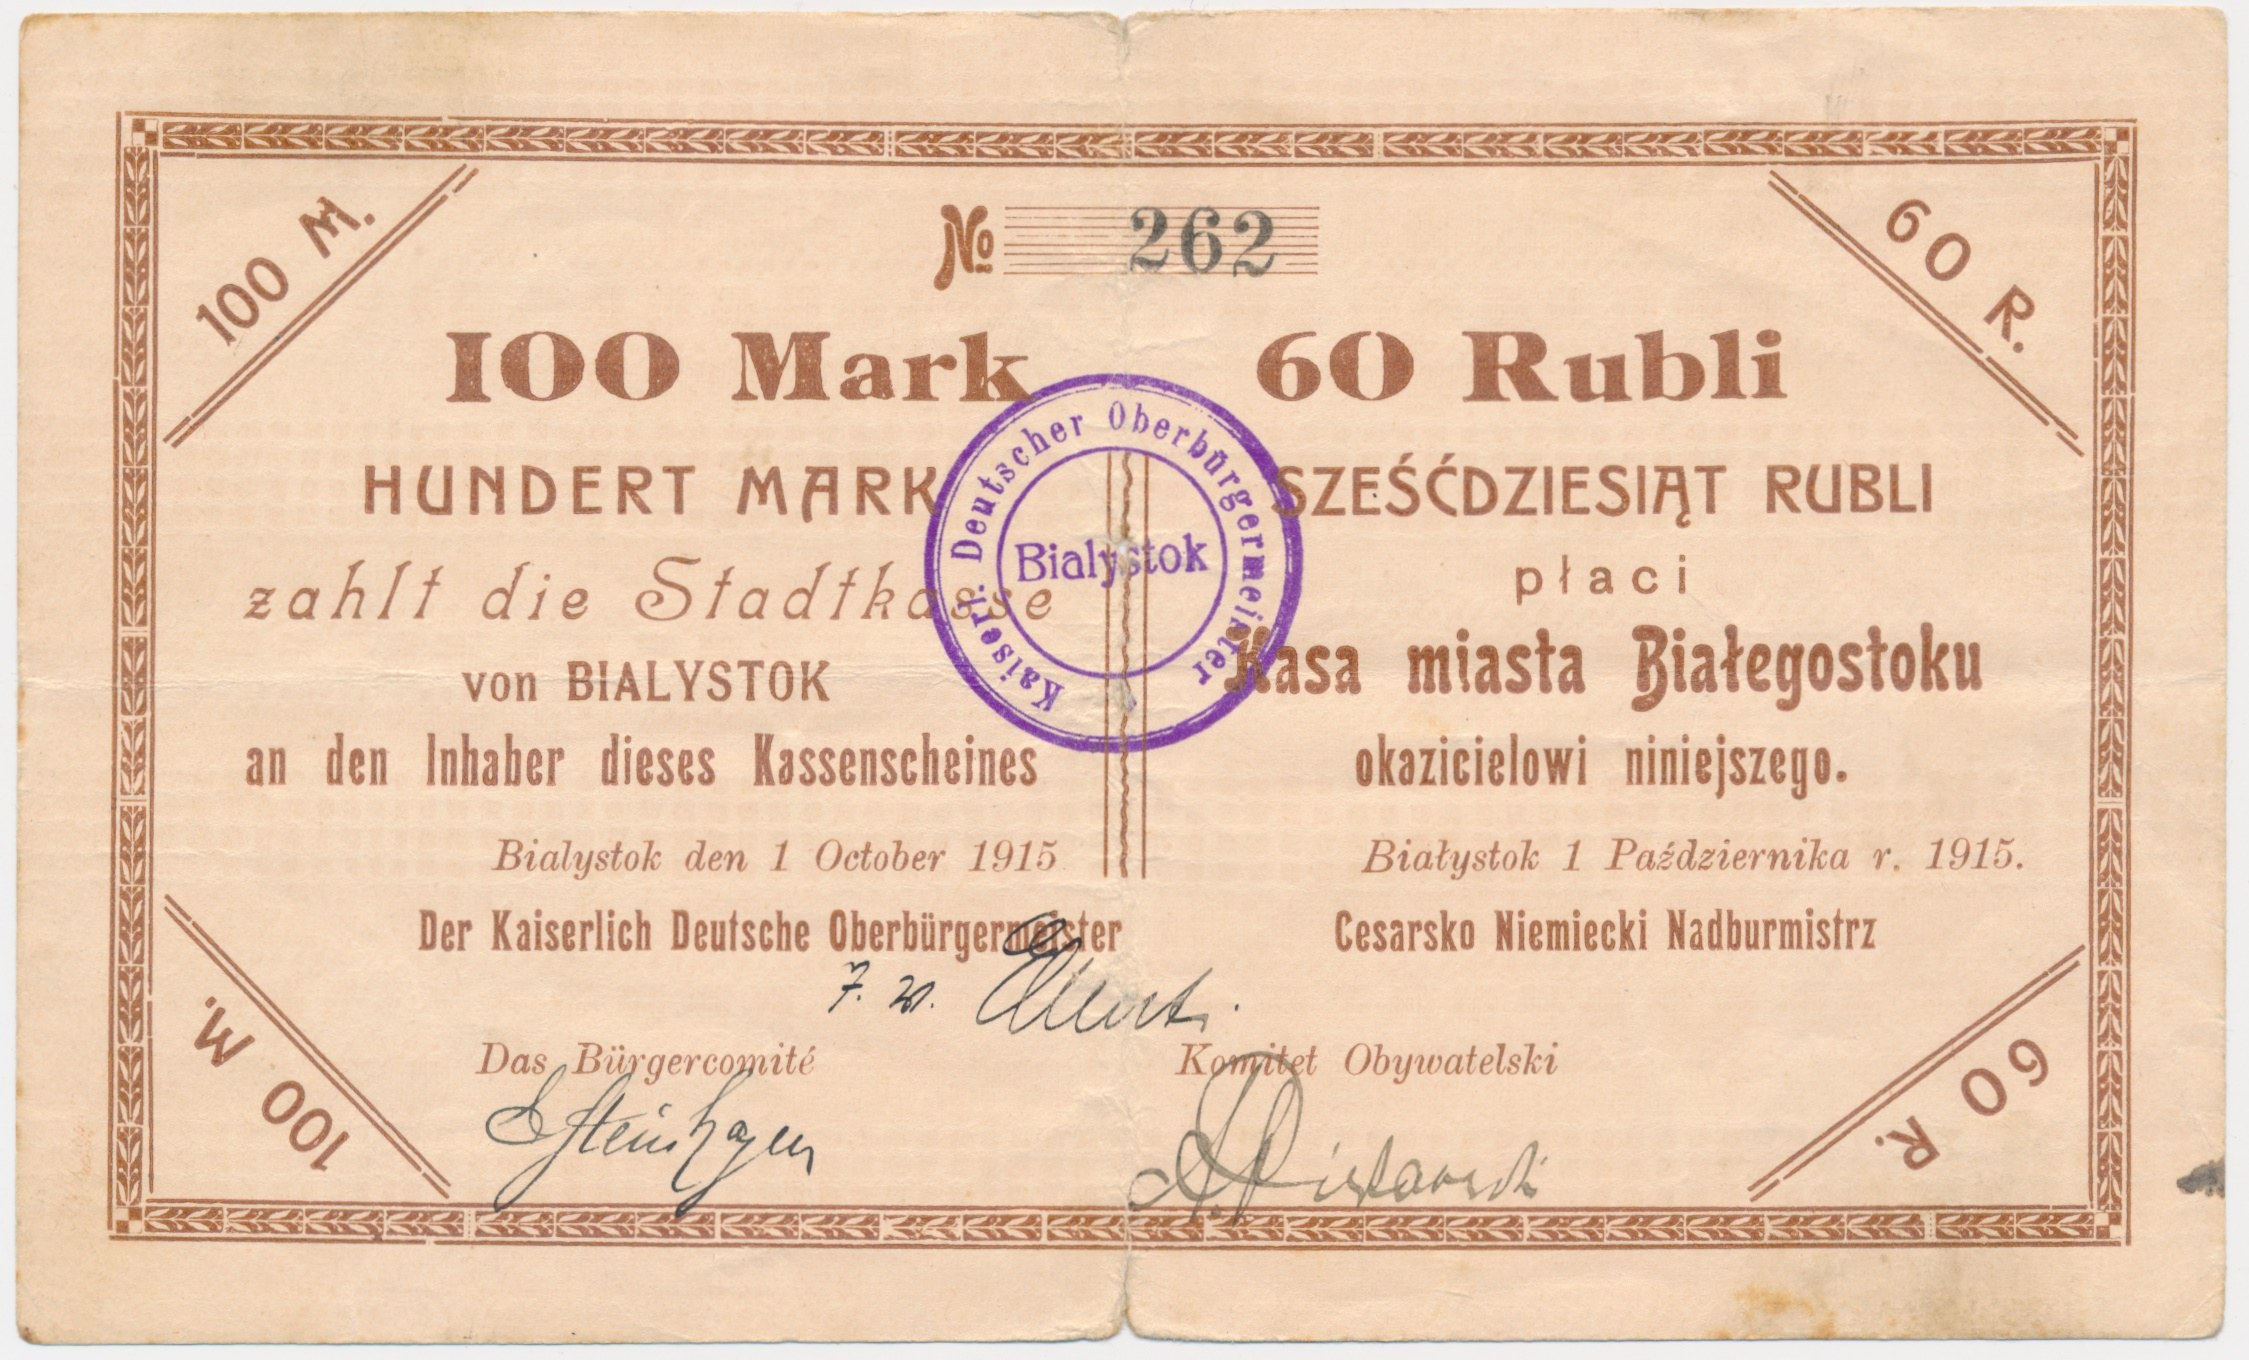 No 262
100 M.
60 R.
100 Mark
HUNDERT MARK
zahlt die Stadtkasse
von BIALYSTOK
an den Inhaber dieses Kassenscheines
Bialystok den 1 October 1915
Der Kaiserlich Deutsche Oberbürgermeister
60 Rubli
SZEŚĆDZIESIĄT RUBLI
płaci
Kasa miasta Białegostoku
okazicielowi niniejszego.
Białystok 1 Października r. 1915.
Cesarsko Niemiecki Nadburmistrz
Kaiserl. Deutscher Oberbürgermeister
Bialystok
Das Bürgercomité
Steinhagen
Komitet Obywatelski
100 M.
60 R.